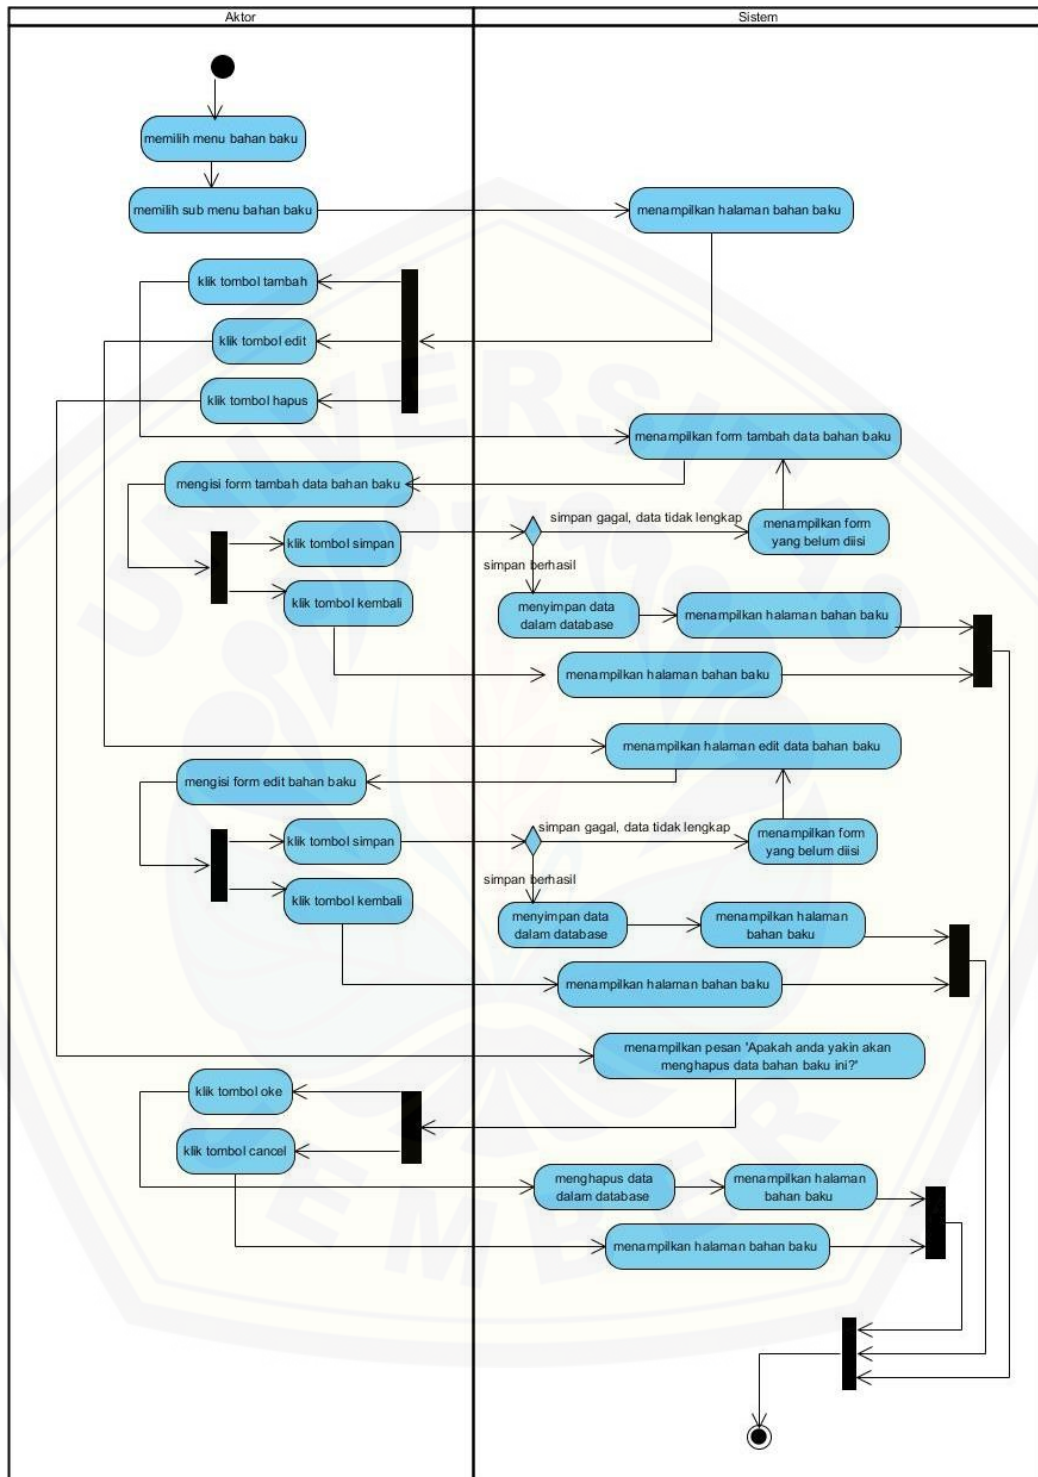 Aktor
Sistem
memilih menu bahan baku
memilih sub menu bahan baku
menampilkan halaman bahan baku
klik tombol tambah
klik tombol edit
klik tombol hapus
menampilkan form tambah data bahan baku
mengisi form tambah data bahan baku
klik tombol simpan
simpan gagal, data tidak lengkap
menampilkan form
yang belum diisi
simpan berhasil
klik tombol kembali
menyimpan data
dalam database
menampilkan halaman bahan baku
menampilkan halaman bahan baku
menampilkan halaman edit data bahan baku
mengisi form edit bahan baku
klik tombol simpan
simpan gagal, data tidak lengkap
menampilkan form
yang belum diisi
simpan berhasil
klik tombol kembali
menyimpan data
dalam database
menampilkan halaman
bahan baku
menampilkan halaman bahan baku
menampilkan pesan 'Apakah anda yakin akan
menghapus data bahan baku ini?'
klik tombol oke
klik tombol cancel
menghapus data
dalam database
menampilkan halaman
bahan baku
menampilkan halaman bahan baku
UNIVERSITAS
JEMBER